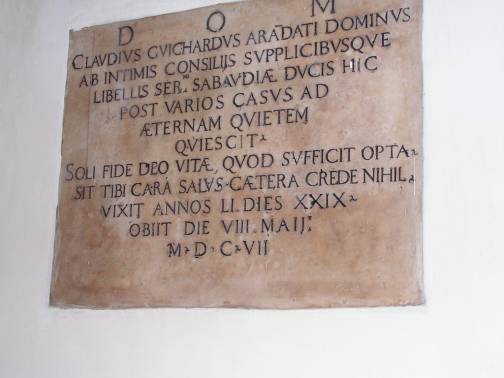 D O M
CLAVDIVS GVICHARDVS ARADATI DOMINVS
AB INTIMIS CONSILIJS SVPPLICIBVSQVE
LIBELLIS SER.MI SABAVDIÆ DVCIS HIC
POST VARIOS CASVS AD
ÆTERNAM QVIETEM
QVIESCIT
SOLI FIDE DEO VITÆ, QVOD SVFFICIT OPTA
SIT TIBI CARA SALVS CÆTERA CREDE NIHIL
VIXIT ANNOS LI. DIES XXIX
OBIIT DIE VIII. MAIJ.
M D C VII